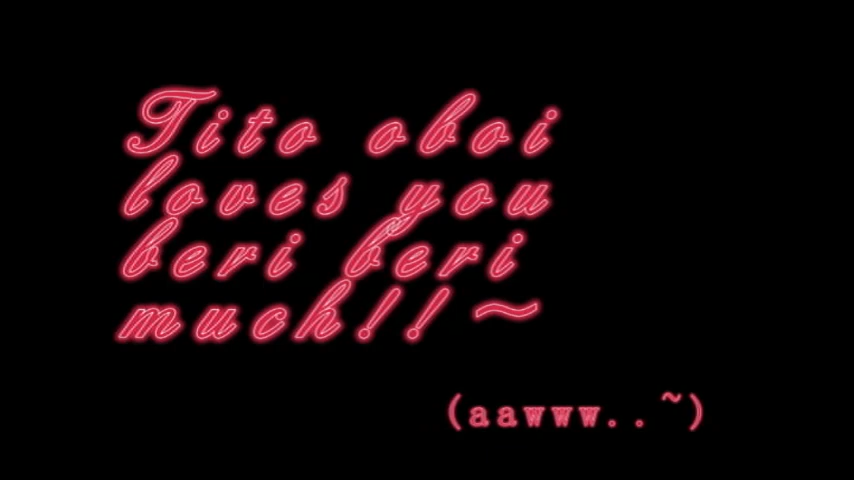 Tito oboi
loves you
beri beri
much!! ~
(aawww..~)